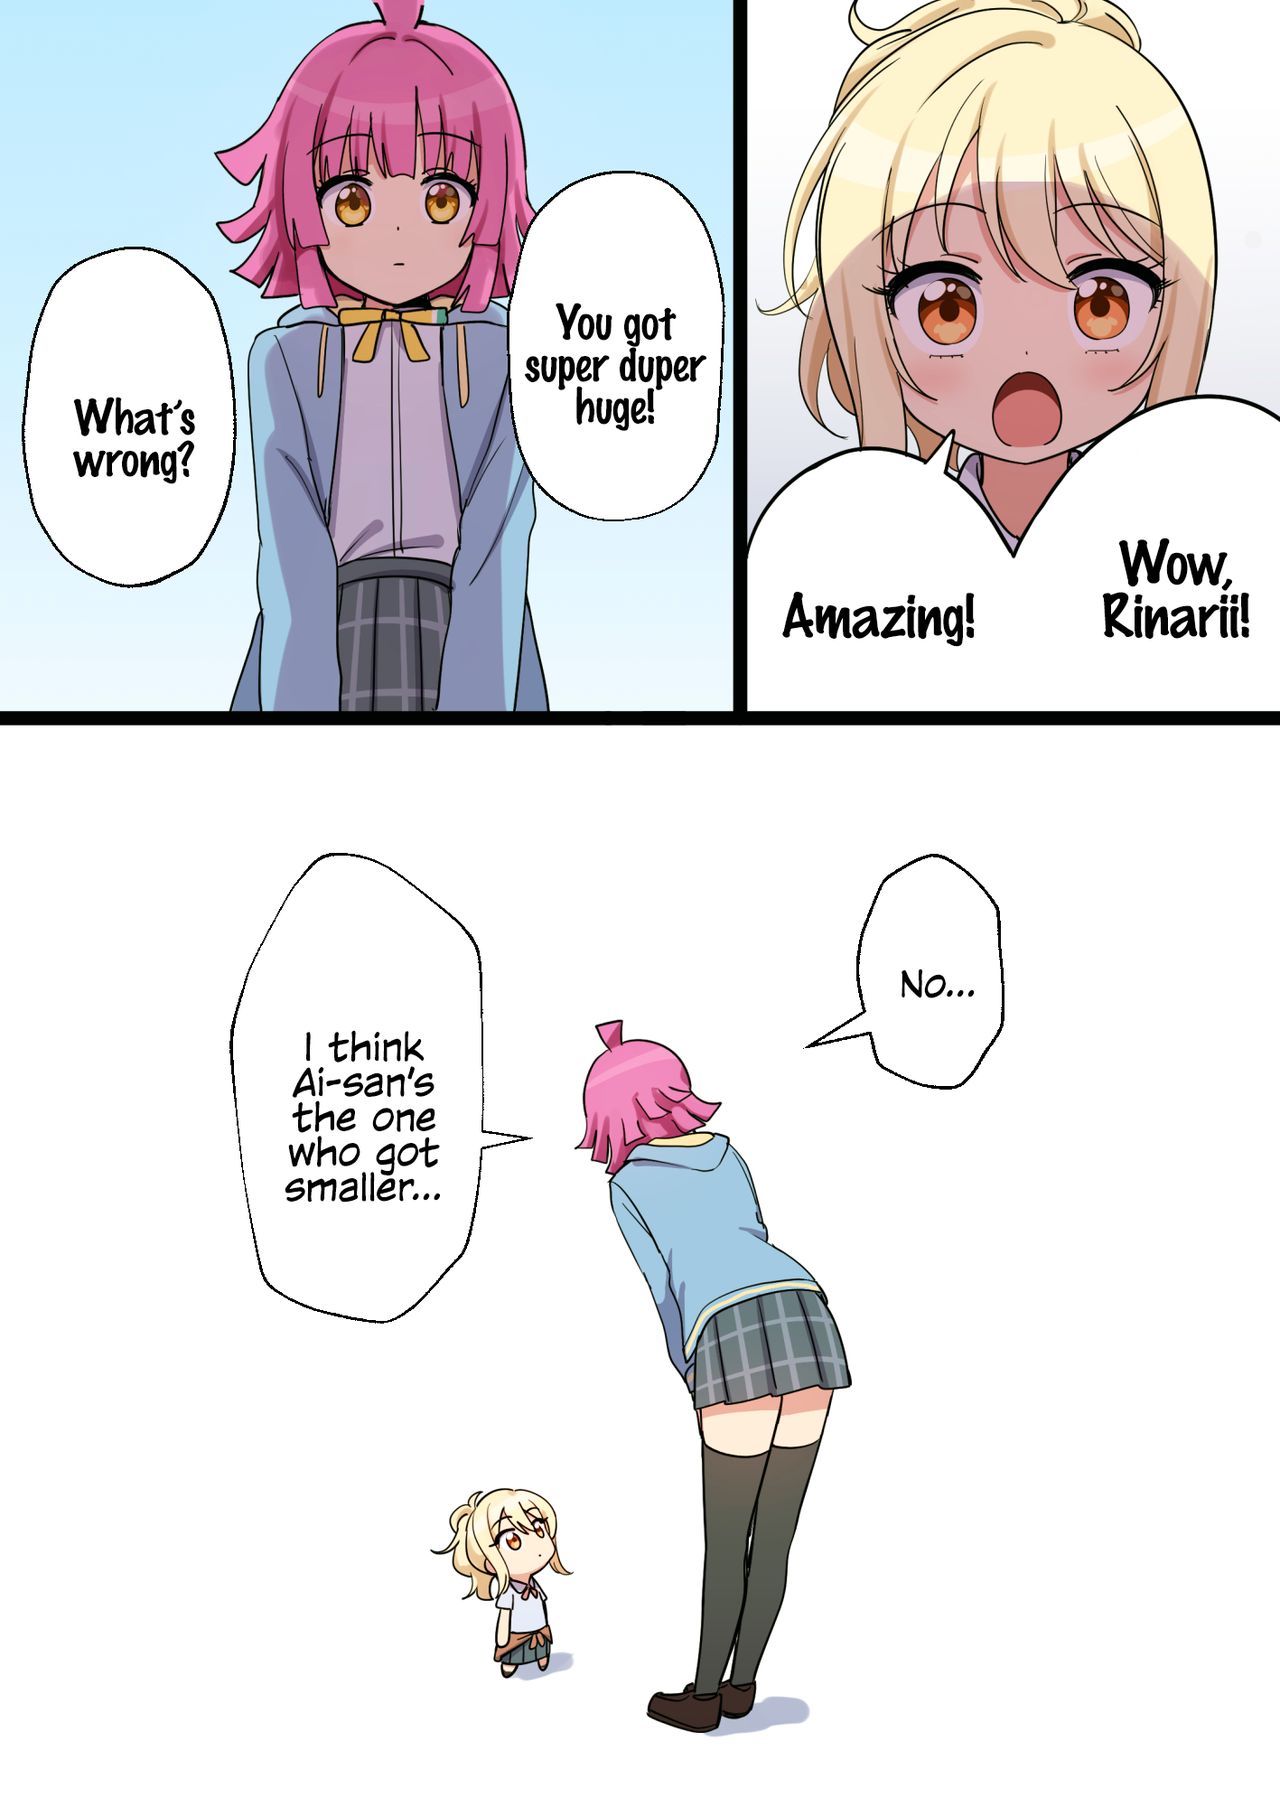 Wow,
Rinarii!
Amazing!
You got
super duper
huge!
What's
wrong?
No...
I think
Ai-san's
the one
who got
smaller...